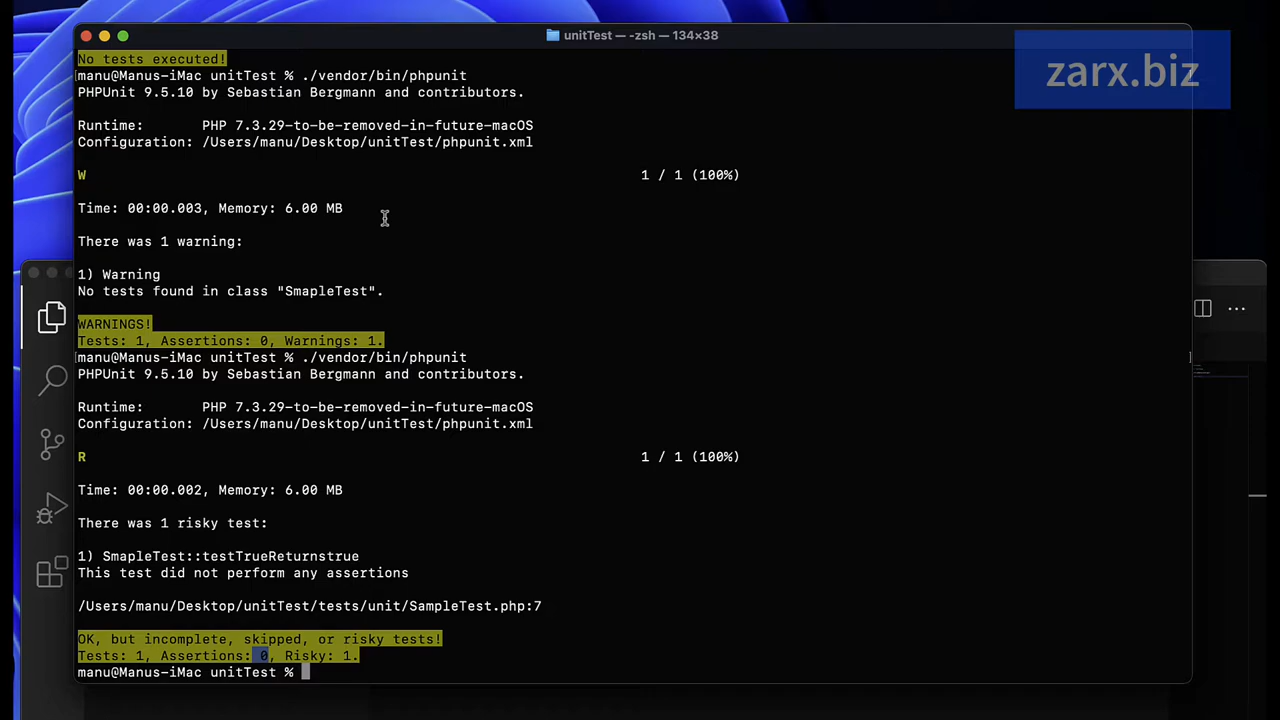 unitTest — -zsh — 134×38
zarx.biz
No tests executed!
manu@Manus-iMac unitTest % ./vendor/bin/phpunit
PHPUnit 9.5.10 by Sebastian Bergmann and contributors.
Runtime: PHP 7.3.29-to-be-removed-in-future-macOS
Configuration: /Users/manu/Desktop/unitTest/phpunit.xml
W 1 / 1 (100%)
Time: 00:00.003, Memory: 6.00 MB
There was 1 warning:
1) Warning
No tests found in class "SmapleTest".
WARNINGS!
Tests: 1, Assertions: 0, Warnings: 1.
manu@Manus-iMac unitTest % ./vendor/bin/phpunit
PHPUnit 9.5.10 by Sebastian Bergmann and contributors.
Runtime: PHP 7.3.29-to-be-removed-in-future-macOS
Configuration: /Users/manu/Desktop/unitTest/phpunit.xml
R 1 / 1 (100%)
Time: 00:00.002, Memory: 6.00 MB
There was 1 risky test:
1) SmapleTest::testTrueReturnstrue
This test did not perform any assertions
/Users/manu/Desktop/unitTest/tests/unit/SampleTest.php:7
OK, but incomplete, skipped, or risky tests!
Tests: 1, Assertions: 0, Risky: 1.
manu@Manus-iMac unitTest %